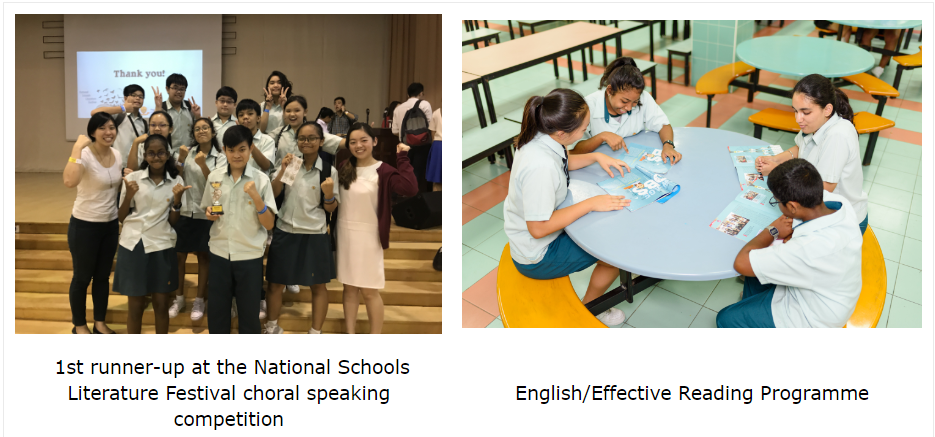 Thank you!
1st runner-up at the National Schools
Literature Festival choral speaking
competition
English/Effective Reading Programme